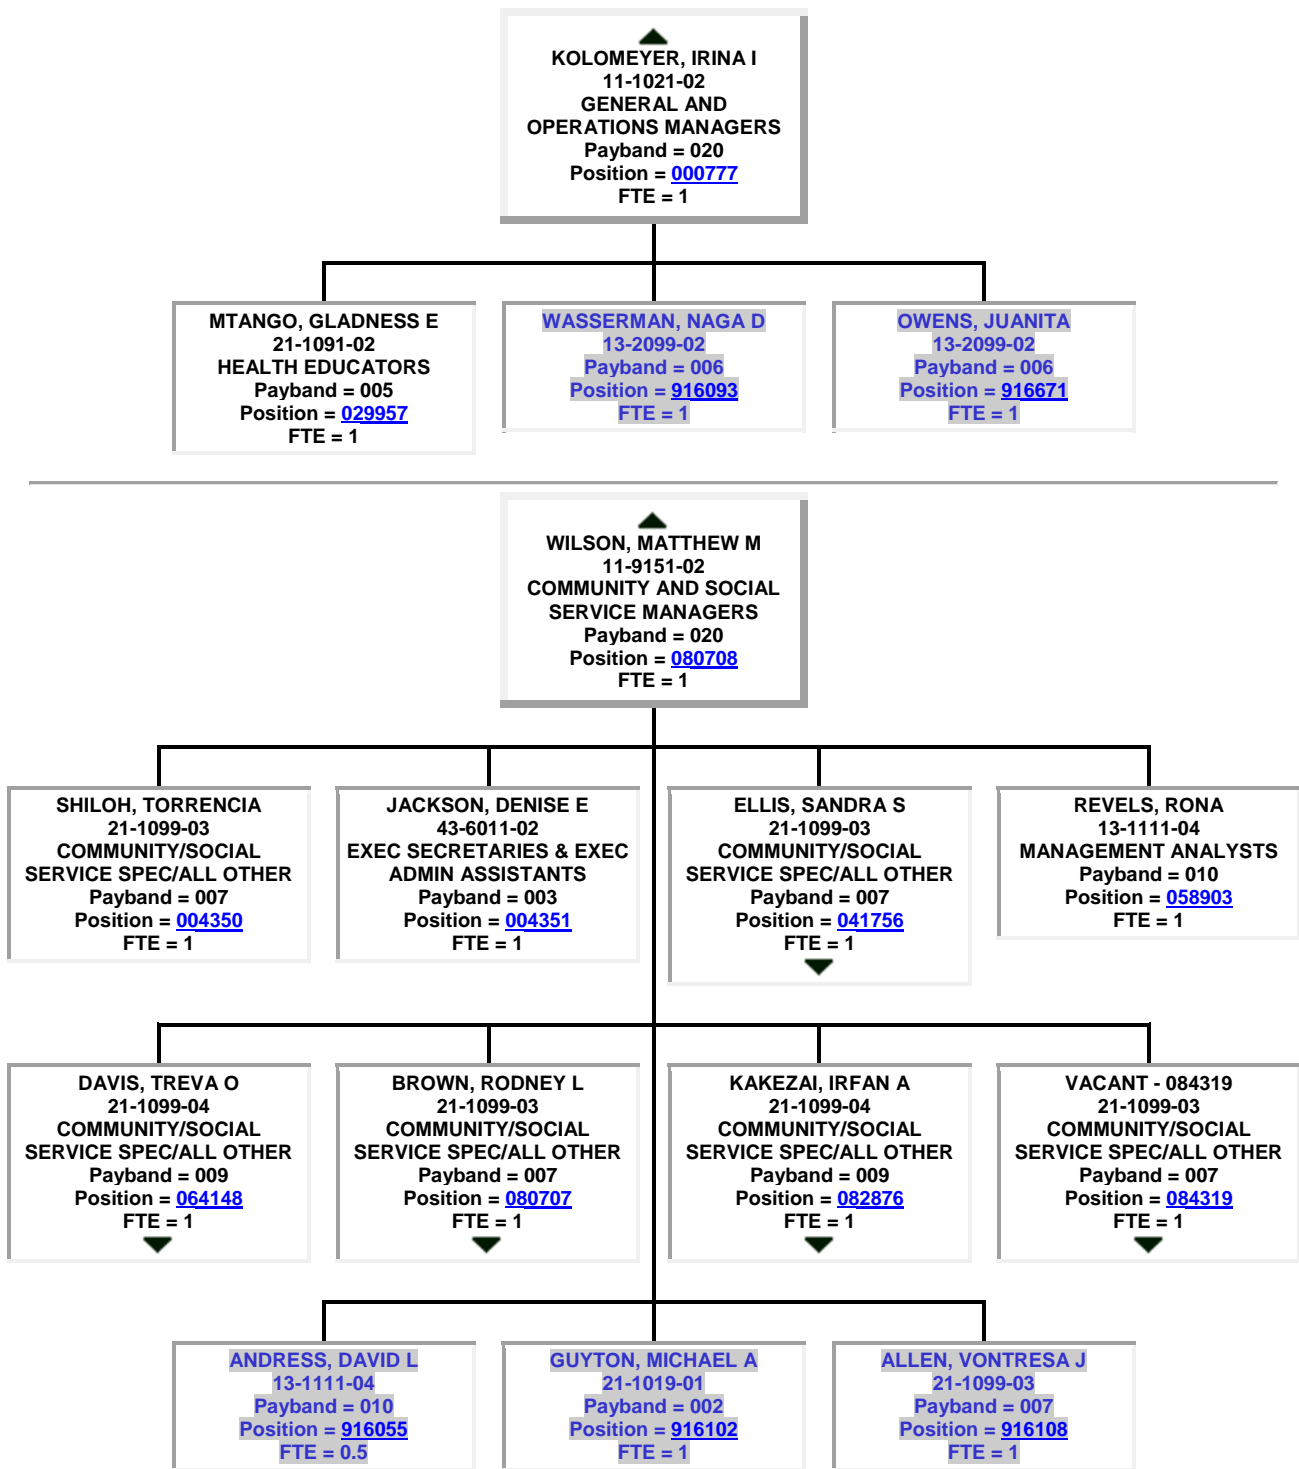 KOLOMEYER, IRINA I
11-1021-02
GENERAL AND
OPERATIONS MANAGERS
Payband = 020
Position = 000777
FTE = 1
MTANGO, GLADNESS E
21-1091-02
HEALTH EDUCATORS
Payband = 005
Position = 029957
FTE = 1
WASSERMAN, NAGA D
13-2099-02
Payband = 006
Position = 916093
FTE = 1
OWENS, JUANITA
13-2099-02
Payband = 006
Position = 916671
FTE = 1
WILSON, MATTHEW M
11-9151-02
COMMUNITY AND SOCIAL
SERVICE MANAGERS
Payband = 020
Position = 080708
FTE = 1
SHILOH, TORRENCIA
21-1099-03
COMMUNITY/SOCIAL
SERVICE SPEC/ALL OTHER
Payband = 007
Position = 004350
FTE = 1
JACKSON, DENISE E
43-6011-02
EXEC SECRETARIES & EXEC
ADMIN ASSISTANTS
Payband = 003
Position = 004351
FTE = 1
ELLIS, SANDRA S
21-1099-03
COMMUNITY/SOCIAL
SERVICE SPEC/ALL OTHER
Payband = 007
Position = 041756
FTE = 1
REVELS, RONA
13-1111-04
MANAGEMENT ANALYSTS
Payband = 010
Position = 058903
FTE = 1
DAVIS, TREVA O
21-1099-04
COMMUNITY/SOCIAL
SERVICE SPEC/ALL OTHER
Payband = 009
Position = 064148
FTE = 1
BROWN, RODNEY L
21-1099-03
COMMUNITY/SOCIAL
SERVICE SPEC/ALL OTHER
Payband = 007
Position = 080707
FTE = 1
KAKEZAI, IRFAN A
21-1099-04
COMMUNITY/SOCIAL
SERVICE SPEC/ALL OTHER
Payband = 009
Position = 082876
FTE = 1
VACANT - 084319
21-1099-03
COMMUNITY/SOCIAL
SERVICE SPEC/ALL OTHER
Payband = 007
Position = 084319
FTE = 1
ANDRESS, DAVID L
13-1111-04
Payband = 010
Position = 916055
FTE = 0.5
GUYTON, MICHAEL A
21-1019-01
Payband = 002
Position = 916102
FTE = 1
ALLEN, VONTRESA J
21-1099-03
Payband = 007
Position = 916108
FTE = 1